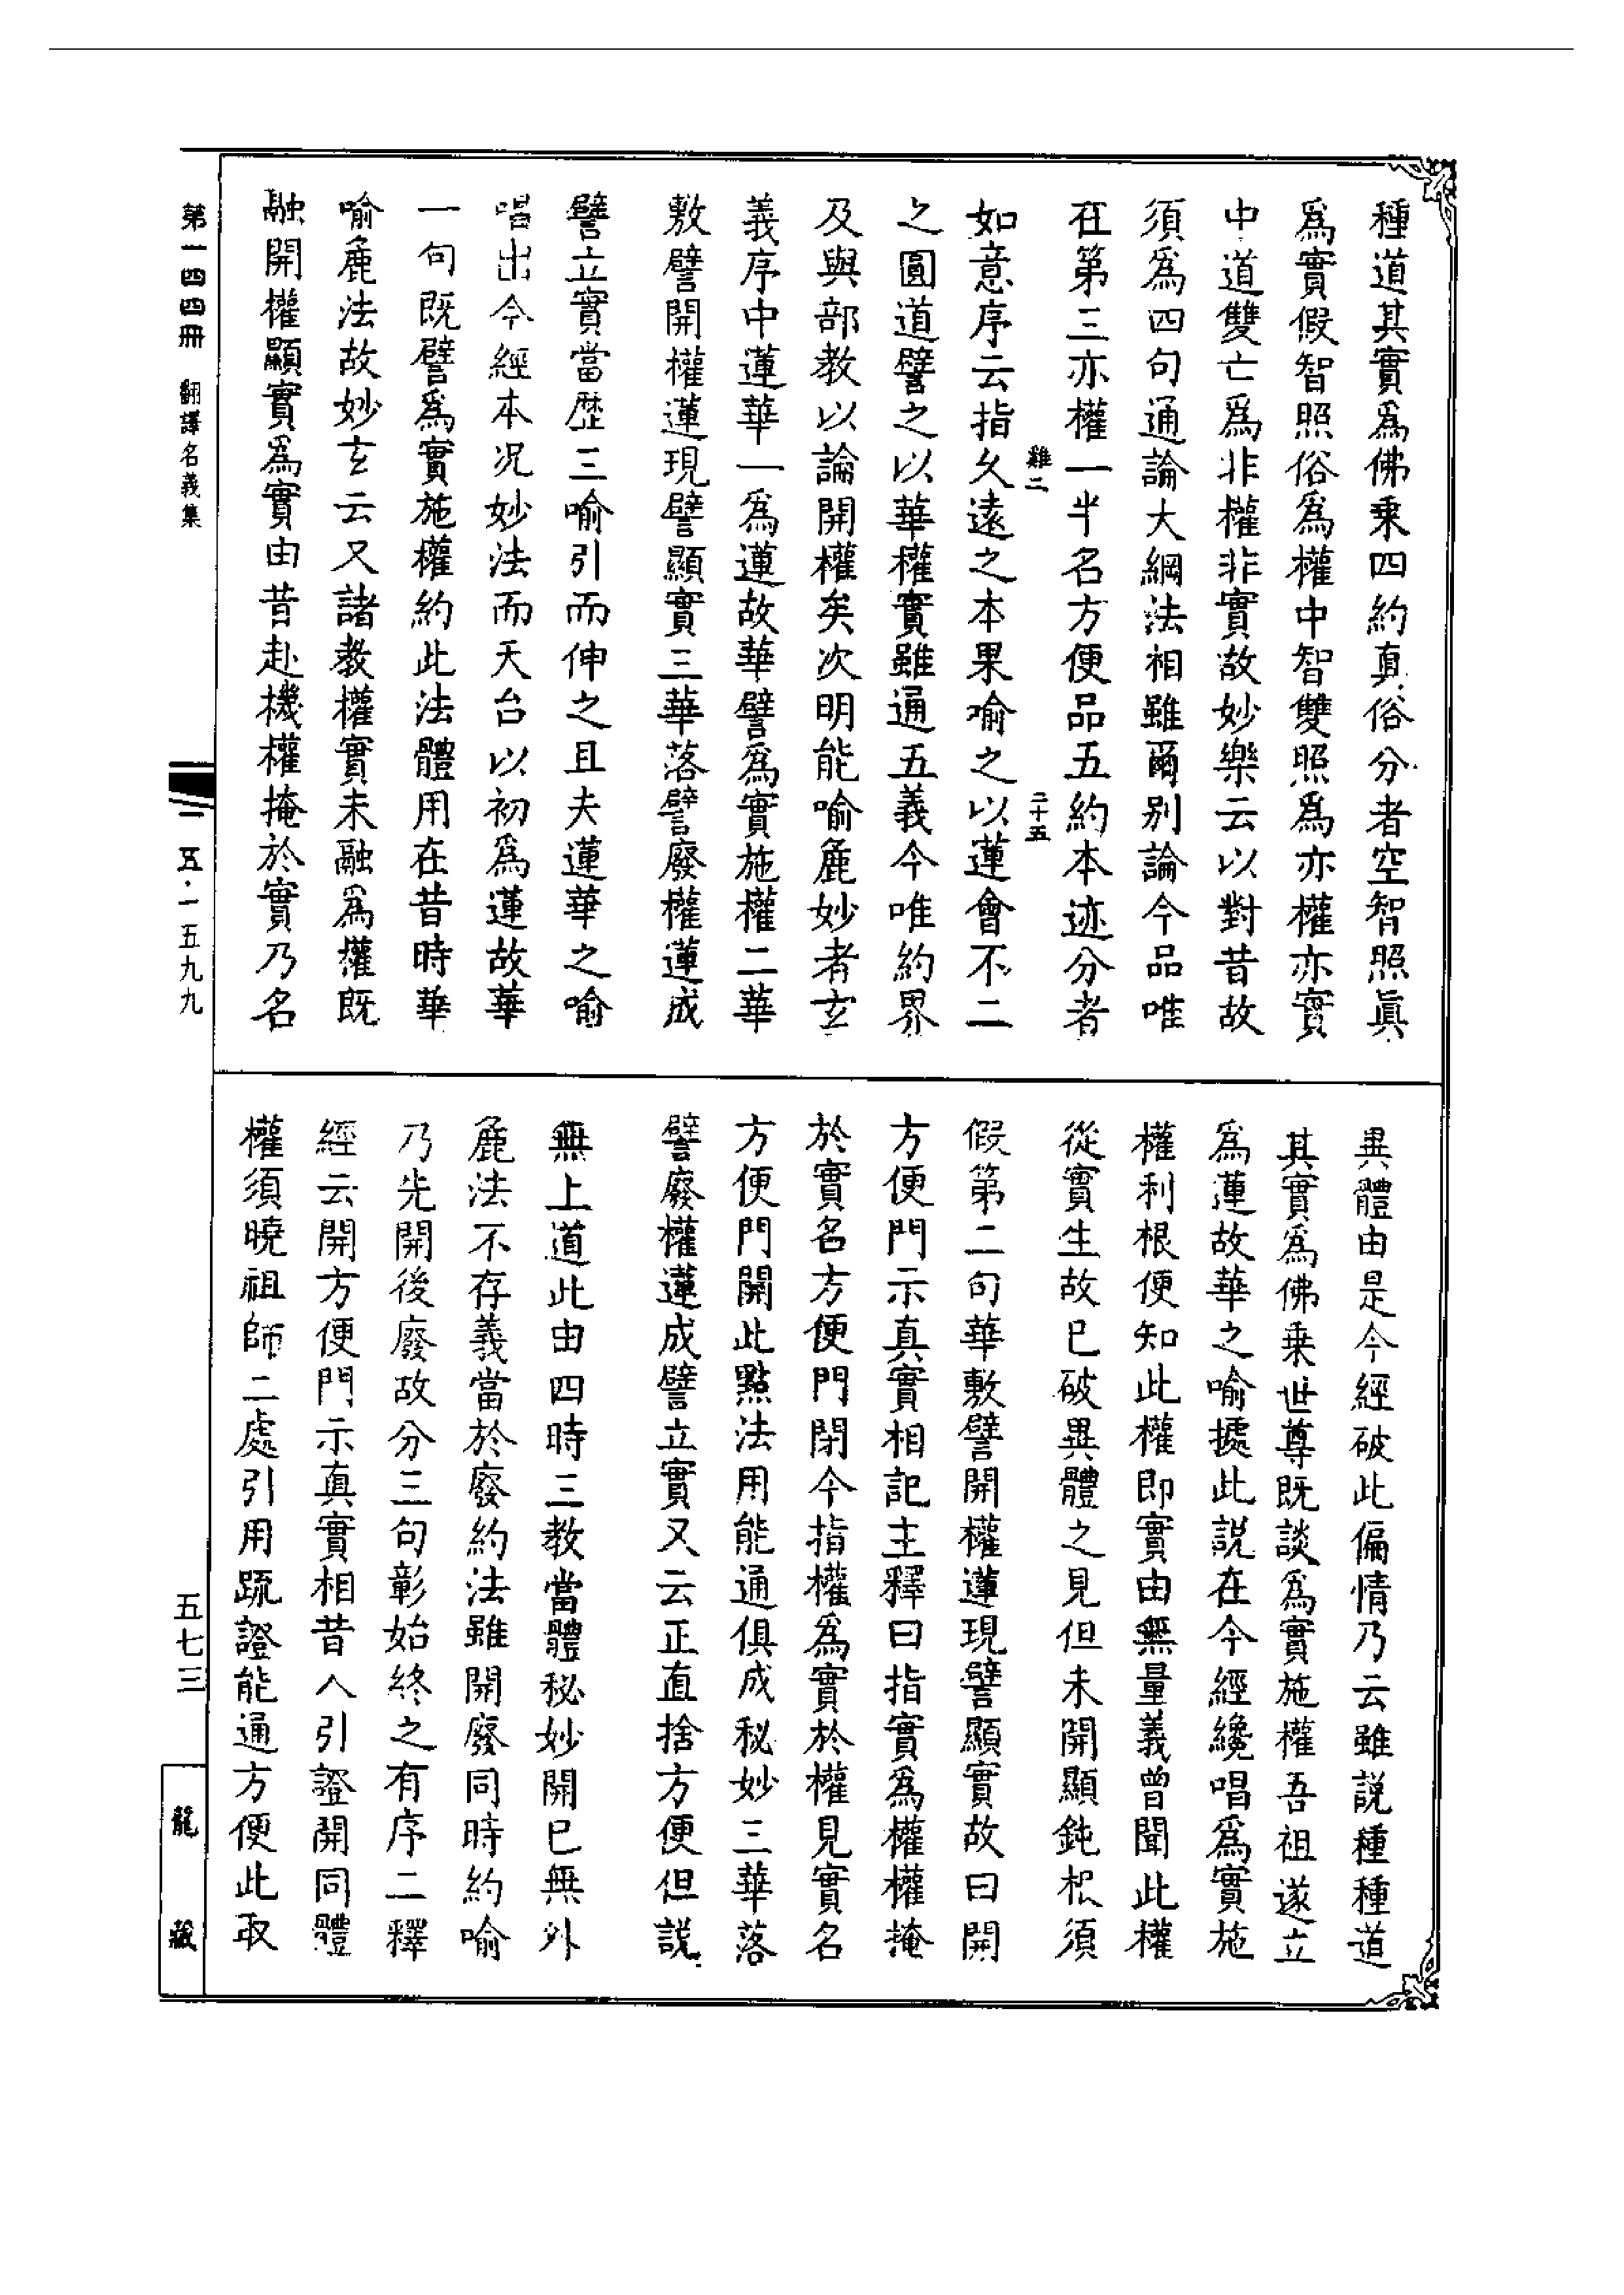 種道其實爲佛乗四約真俗分者空智照眞
爲實假智照俗爲權中智雙照爲亦權亦實
中道雙亡爲非權非實故妙樂云以對昔故
須爲四句通論大綱法相雖爾别論今品唯
在第三亦權一半名方便品五約本迹分者
雞二
二十五
如意序云指久遠之本果喻之以蓮會不二
之圓道譬之以華權實雖通五義今唯約界
及與部教以論開權矣次明能喻麁妙者玄
義序中蓮華一爲蓮故華譬爲實施權二華
敷譬開權蓮現譬顯實三華落譬廢權蓮成
譬立實當歴三喻引而伸之且夫蓮華之喻
唱出今經本况妙法而天台以初爲蓮故華
一句既譬爲實施權約此法體用在昔時華
喻麁法故妙玄云又諸教權實未融爲權既
融開權顯實爲實由昔赴機權掩於實乃名
異體由是今經破此偏情乃云雖説種種道
其實爲佛乗世尊既談爲實施權吾祖遂立
爲蓮故華之喻據此説在今經纔唱爲實施
權利根便知此權即實由無量義曾聞此權
從實生故已破異體之見但未開顯鈍根須
假第二句華敷譬開權蓮現譬顯實故曰開
方便門示真實相記主釋曰指實爲權權掩
於實名方便門閉今指權爲實於權見實名
方便門開此點法用能通俱成秘妙三華落
譬廢權蓮成譬立實又云正直捨方便但説
無上道此由四時三教當體秘妙開已無外
麁法不存義當於廢約法雖開廢同時約喻
乃先開後廢故分三句彰始終之有序二釋
經云開方便門示真實相昔人引證開同體
權須曉祖師二處引用䟽證能通方便此取
第一四四冊　翻譯名義集
五·一五九九
五七三
龍藏